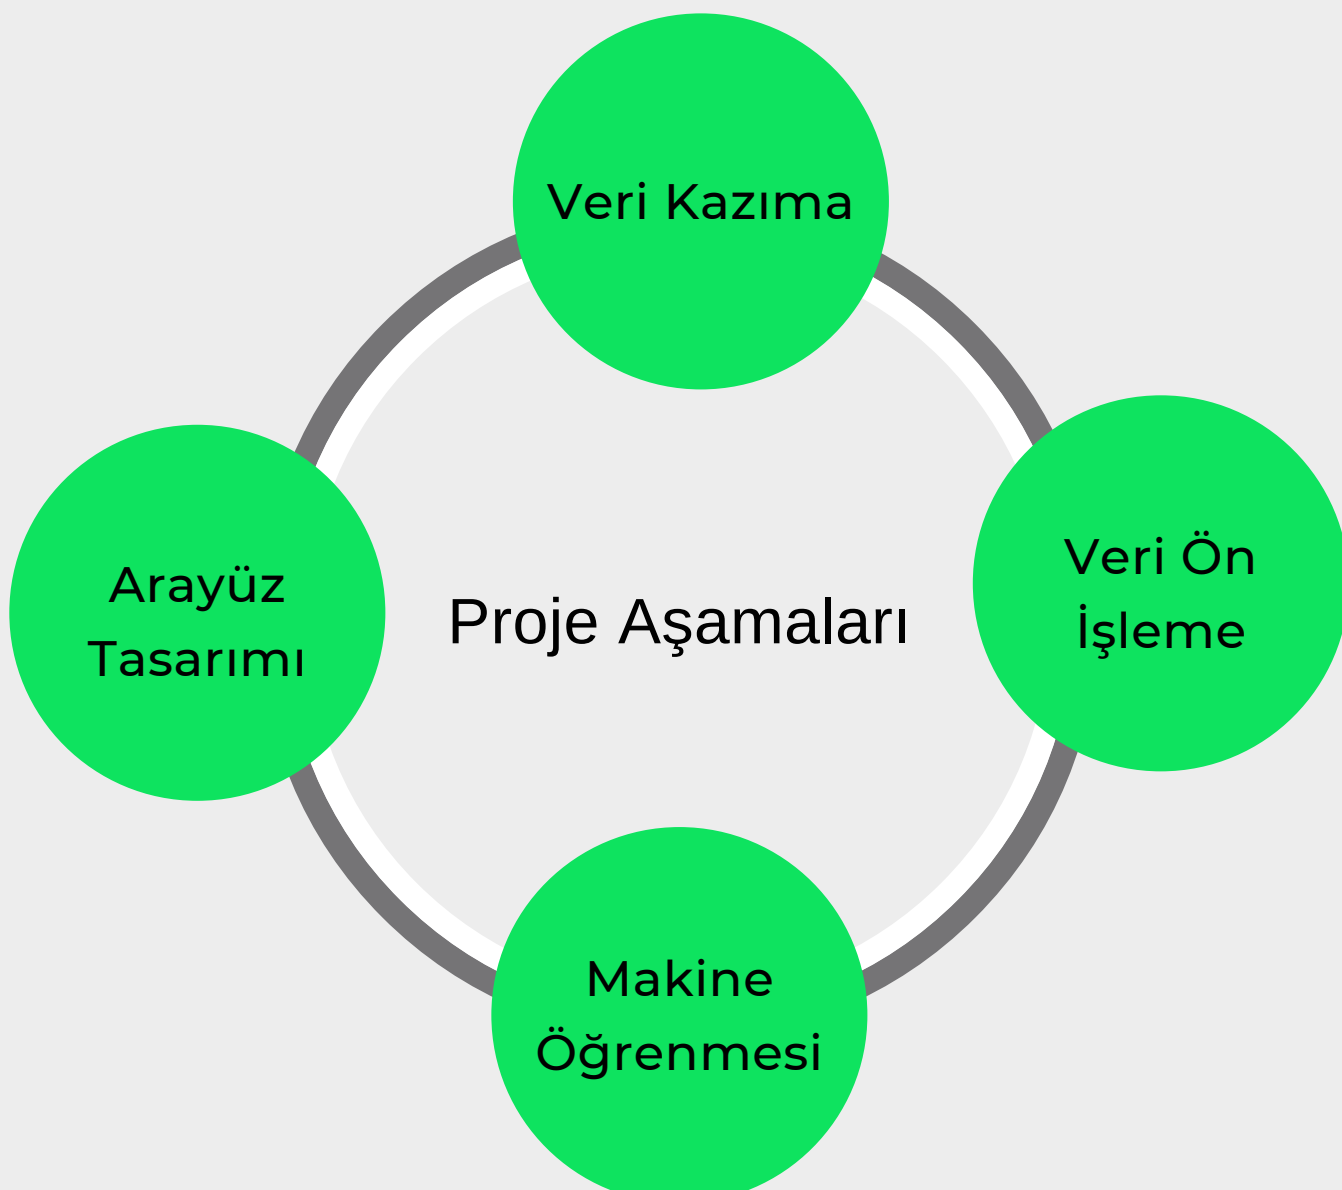 Veri Kazıma
Veri Ön
İşleme
Makine
Öğrenmesi
Arayüz
Tasarımı
Proje Aşamaları